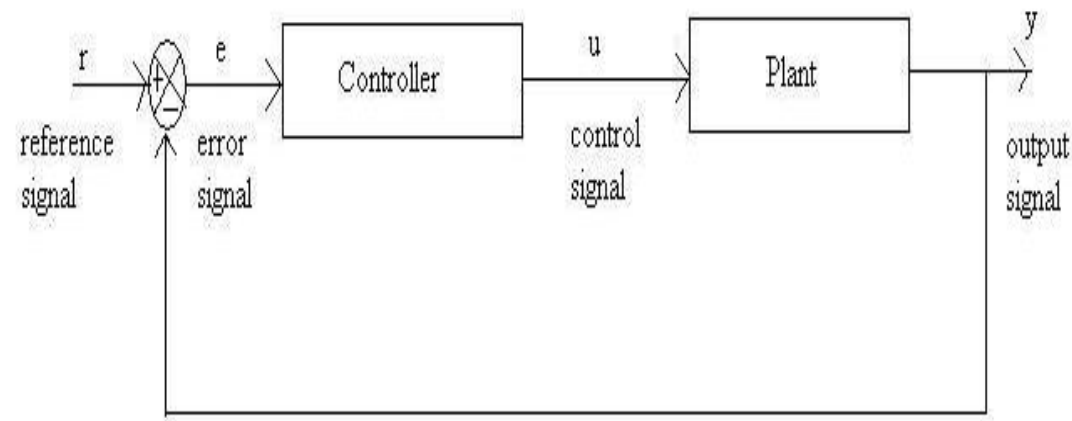 r
e
Controller
u
Plant
y
+
−
reference
signal
error
signal
control
signal
output
signal